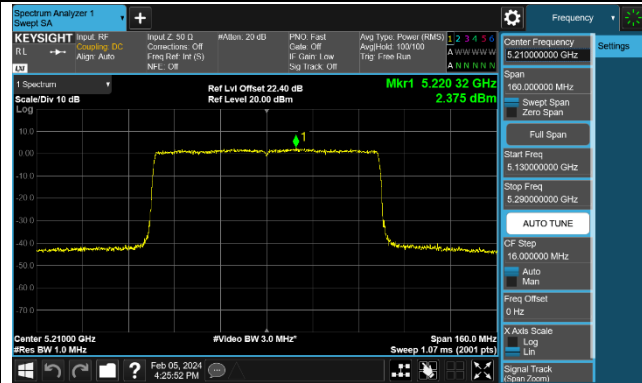 Spectrum Analyzer 1
Swept SA
Frequency
KEYSIGHT
RL
LXI
Input: RF
Coupling: DC
Align: Auto
Input Z: 50 Ω
Corrections: Off
Freq Ref: Int (S)
NFE: Off
#Atten: 20 dB
PNO: Fast
Gate: Off
IF Gain: Low
Sig Track: Off
Avg Type: Power (RMS)
Avg|Hold: 100/100
Trig: Free Run
1 2 3 4 5 6
A W W W W W
A N N N N N
1 Spectrum
Scale/Div 10 dB
Log
Ref Lvl Offset 22.40 dB
Ref Level 20.00 dBm
Mkr1 5.220 32 GHz
2.375 dBm
1
10.0
0.00
-10.0
-20.0
-30.0
-40.0
-50.0
-60.0
-70.0
Center 5.21000 GHz
#Res BW 1.0 MHz
#Video BW 3.0 MHz*
Span 160.0 MHz
Sweep 1.07 ms (2001 pts)
Feb 05, 2024
4:25:52 PM
Center Frequency
5.210000000 GHz
Settings
Span
160.000000 MHz
Swept Span
Zero Span
Full Span
Start Freq
5.130000000 GHz
Stop Freq
5.290000000 GHz
AUTO TUNE
CF Step
16.000000 MHz
Auto
Man
Freq Offset
0 Hz
X Axis Scale
Log
Lin
Signal Track
(Span Zoom)